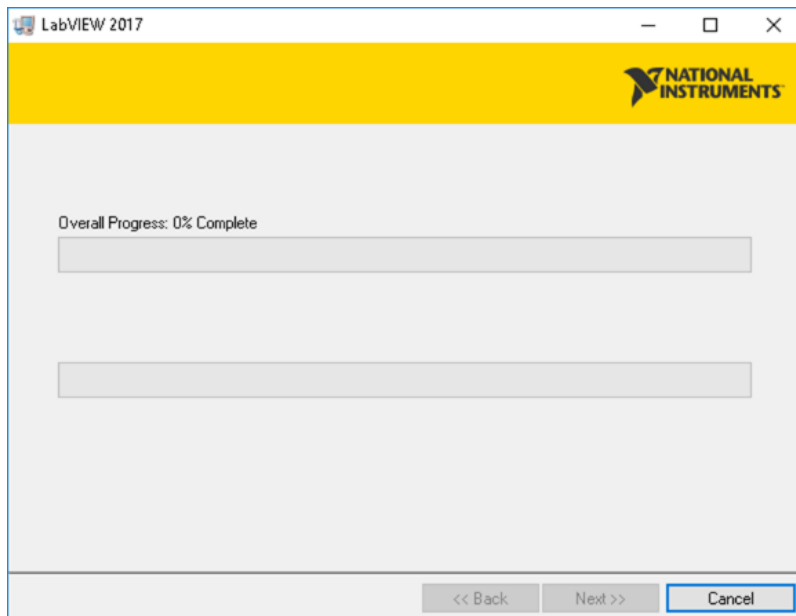 LabVIEW 2017
NATIONAL
INSTRUMENTS
Overall Progress: 0% Complete
<< Back
Next >>
Cancel